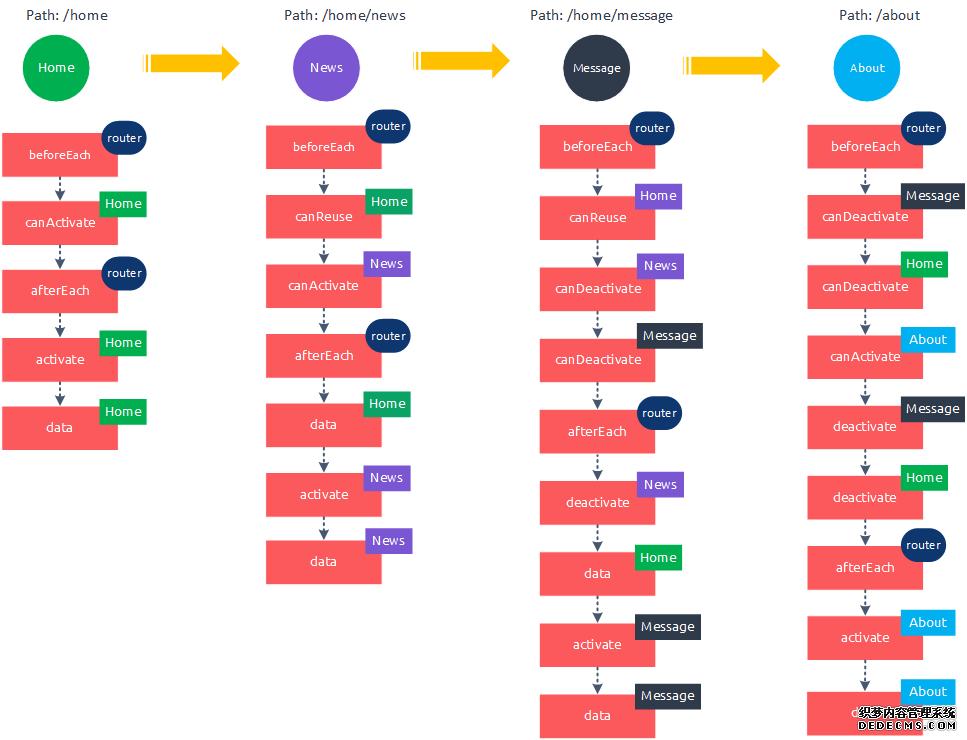 Path: /home
Home
router
beforeEach
Home
canActivate
router
afterEach
Home
activate
Home
data
Path: /home/news
News
router
beforeEach
Home
canReuse
News
canActivate
router
afterEach
Home
data
News
activate
News
data
Path: /home/message
Message
router
beforeEach
Home
canReuse
News
canDeactivate
Message
canDeactivate
router
afterEach
News
deactivate
Home
data
Message
activate
Message
data
Path: /about
About
router
beforeEach
Message
canDeactivate
Home
canDeactivate
About
canActivate
Message
deactivate
Home
deactivate
router
afterEach
About
activate
About
织梦内容管理系统
DEDECMS.COM